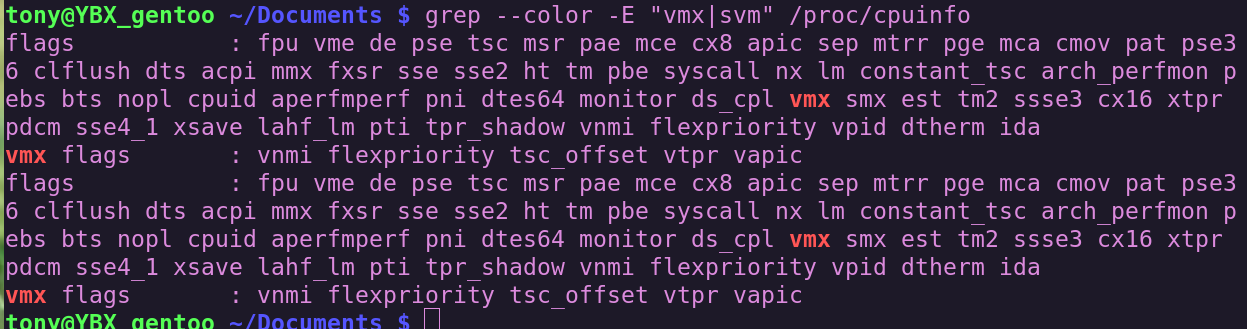 tony@YBX_gentoo ~/Documents $ grep --color -E "vmx|svm" /proc/cpuinfo
flags           : fpu vme de pse tsc msr pae mce cx8 apic sep mtrr pge mca cmov pat pse3
6 clflush dts acpi mmx fxsr sse sse2 ht tm pbe syscall nx lm constant_tsc arch_perfmon p
ebs bts nopl cpuid aperfmperf pni dtes64 monitor ds_cpl vmx smx est tm2 ssse3 cx16 xtpr
pdcm sse4_1 xsave lahf_lm pti tpr_shadow vnmi flexpriority vpid dtherm ida
vmx flags       : vnmi flexpriority tsc_offset vtpr vapic
flags           : fpu vme de pse tsc msr pae mce cx8 apic sep mtrr pge mca cmov pat pse3
6 clflush dts acpi mmx fxsr sse sse2 ht tm pbe syscall nx lm constant_tsc arch_perfmon p
ebs bts nopl cpuid aperfmperf pni dtes64 monitor ds_cpl vmx smx est tm2 ssse3 cx16 xtpr
pdcm sse4_1 xsave lahf_lm pti tpr_shadow vnmi flexpriority vpid dtherm ida
vmx flags       : vnmi flexpriority tsc_offset vtpr vapic
tony@YBX_gentoo ~/Documents $